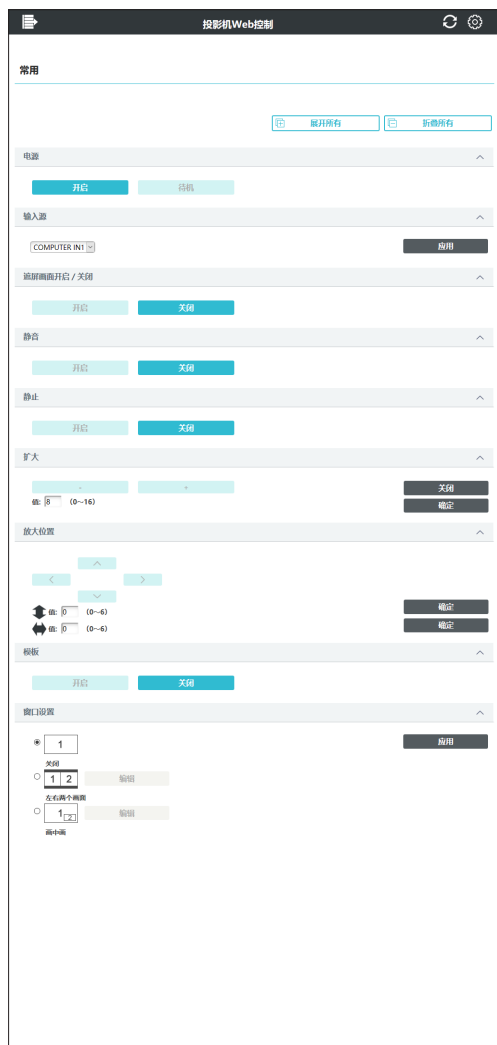 投影机Web控制
常用
展开所有 折叠所有
电源
开启 待机
输入源
COMPUTER IN1 应用
遮屏画面开启 / 关闭
开启 关闭
静音
开启 关闭
静止
开启 关闭
扩大
- + 关闭
值: 8 (0~16) 确定
放大位置
值: 0 (0~6) 确定
值: 0 (0~6) 确定
模板
开启 关闭
窗口设置
1 应用
关闭
1 2 编辑
左右两个画面
1 2 编辑
画中画